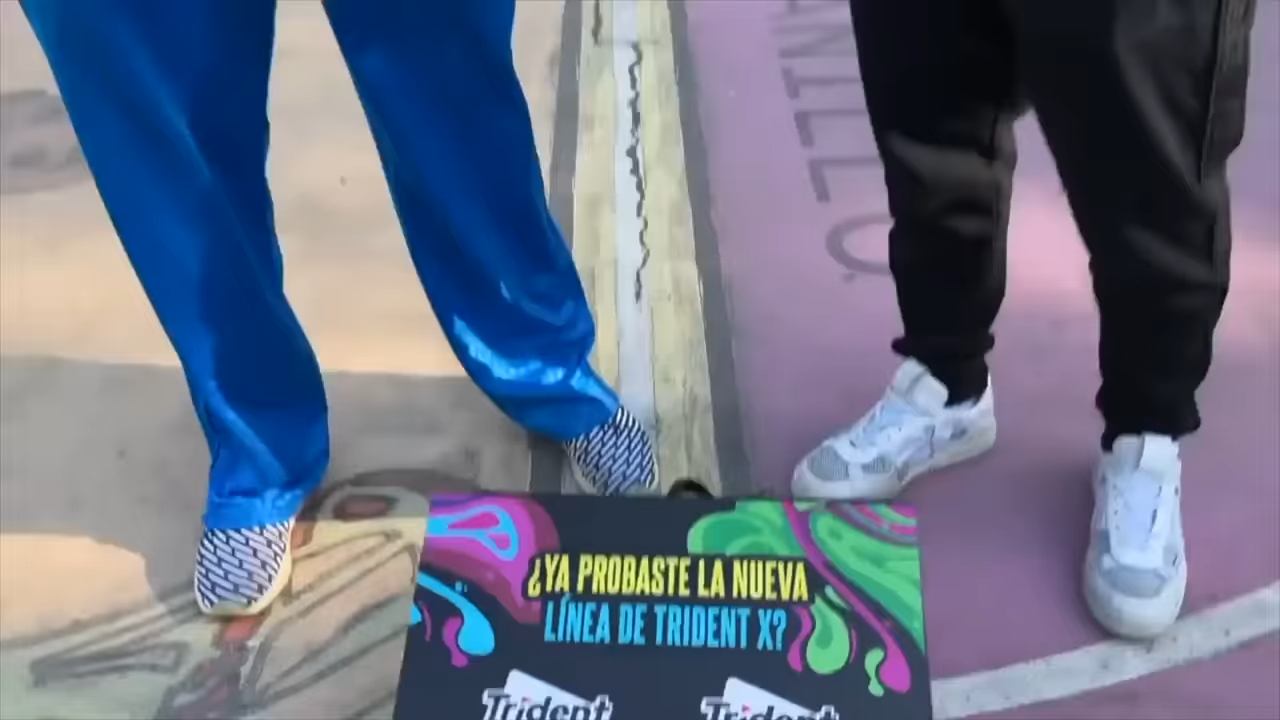 ¿YA PROBASTE LA NUEVA
LÍNEA DE TRIDENT X?
Trident Trident